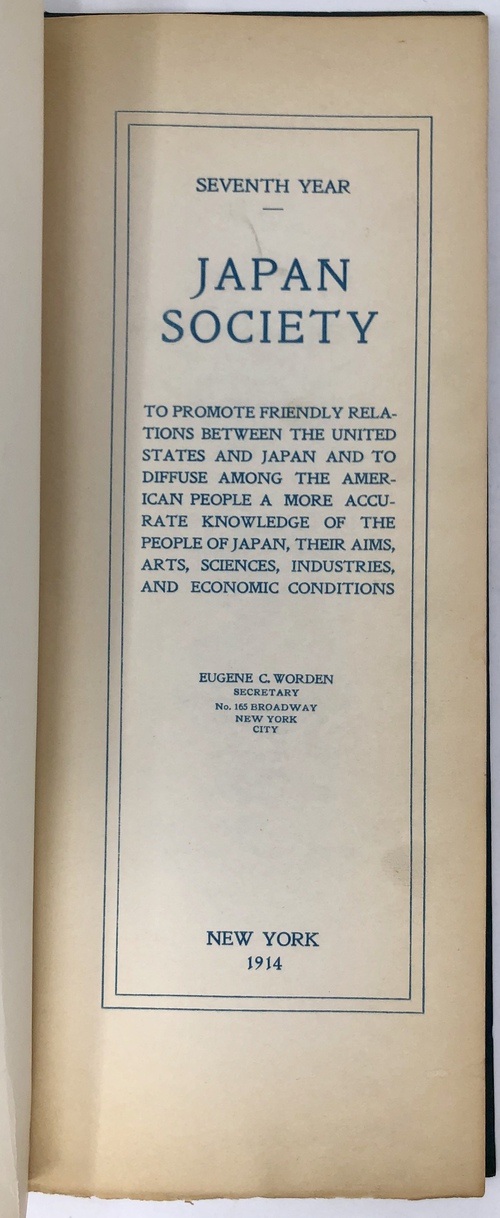 SEVENTH YEAR
JAPAN
SOCIETY
TO PROMOTE FRIENDLY RELA-
TIONS BETWEEN THE UNITED
STATES AND JAPAN AND TO
DIFFUSE AMONG THE AMER-
ICAN PEOPLE A MORE ACCU-
RATE KNOWLEDGE OF THE
PEOPLE OF JAPAN, THEIR AIMS,
ARTS, SCIENCES, INDUSTRIES,
AND ECONOMIC CONDITIONS
EUGENE C. WORDEN
SECRETARY
No. 165 BROADWAY
NEW YORK
CITY
NEW YORK
1914